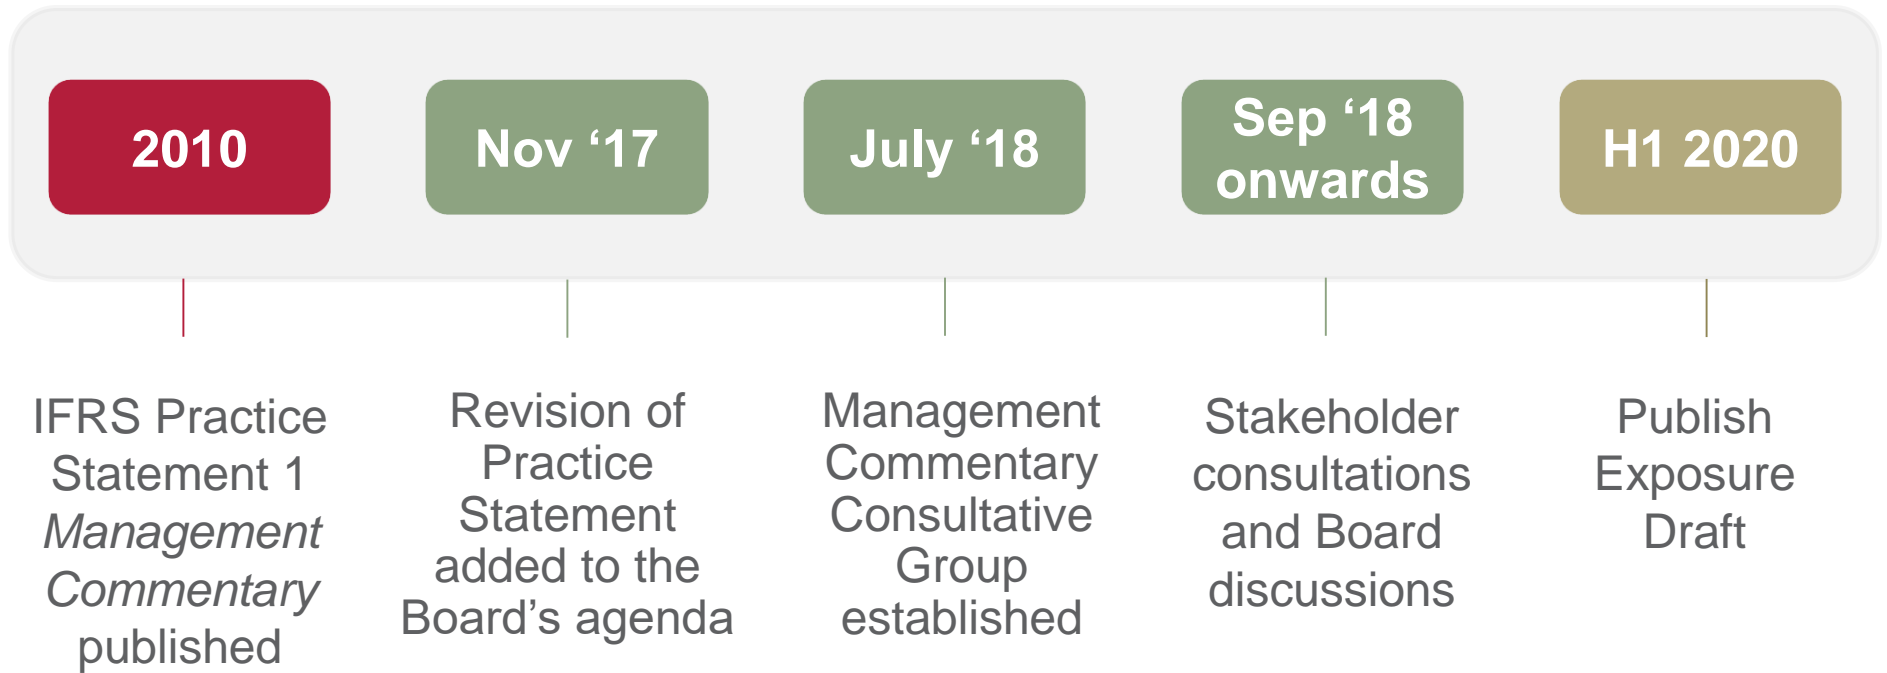 2010
Nov ‘17
July ‘18
Sep ‘18
onwards
H1 2020
IFRS Practice
Statement 1
Management
Commentary
published
Revision of
Practice
Statement
added to the
Board’s agenda
Management
Commentary
Consultative
Group
established
Stakeholder
consultations
and Board
discussions
Publish
Exposure
Draft